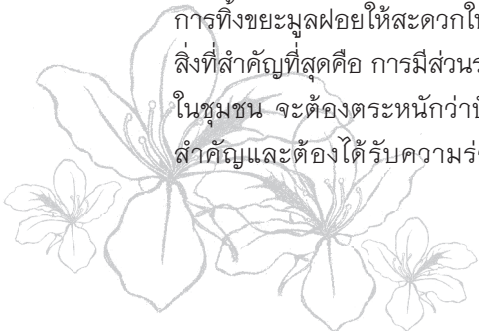 การทิ้งขยะมูลฝอยให้สะดวกใน
สิ่งที่สำคัญที่สุดคือ การมีส่วนร
ในชุมชน จะต้องตระหนักว่าปั
สำคัญและต้องได้รับความร่ว